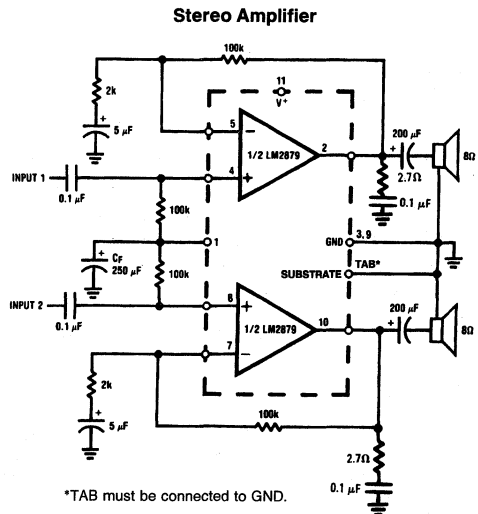 Stereo Amplifier
100k
11
V+
2k
+
5 μF
5
−
1/2 LM2879
2
+
200 μF
8Ω
2.7Ω
0.1 μF
INPUT 1
0.1 μF
4
+
100k
GND
3,9
1
+
CF
250 μF
100k
SUBSTRATE
TAB*
INPUT 2
0.1 μF
6
+
1/2 LM2879
10
+
200 μF
8Ω
7
−
2k
+
5 μF
100k
2.7Ω
0.1 μF
*TAB must be connected to GND.